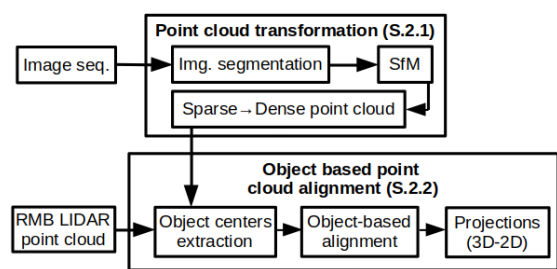 Point cloud transformation (S.2.1)
Image seq.
Img. segmentation
SfM
Sparse→Dense point cloud
Object based point
cloud alignment (S.2.2)
RMB LIDAR
point cloud
Object centers
extraction
Object-based
alignment
Projections
(3D-2D)